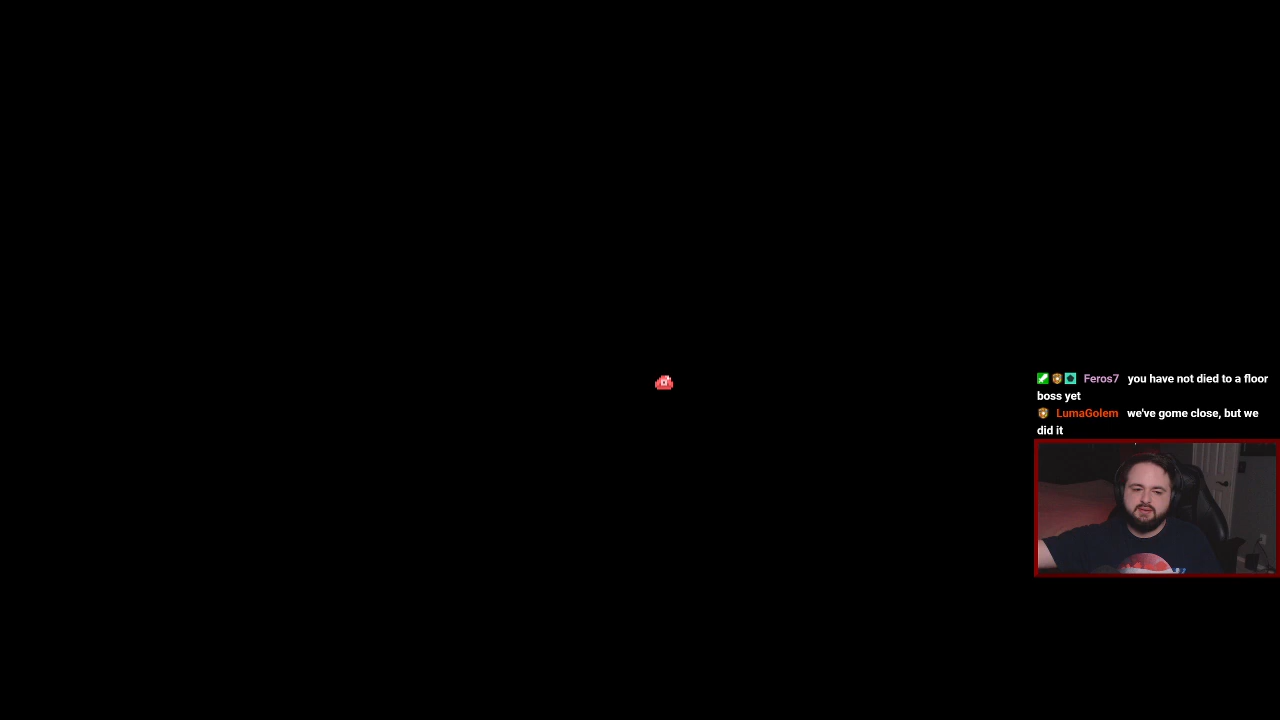 Feros7 you have not died to a floor
boss yet
LumaGolem we've gome close, but we
did it